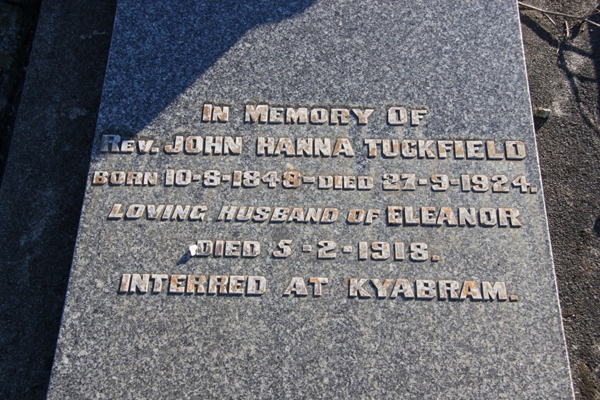 IN MEMORY OF
REV. JOHN HANNA TUCKFIELD
BORN 10-8-1848-DIED 27-9-1924.
LOVING HUSBAND OF ELEANOR
DIED 5-2-1918.
INTERRED AT KYABRAM.